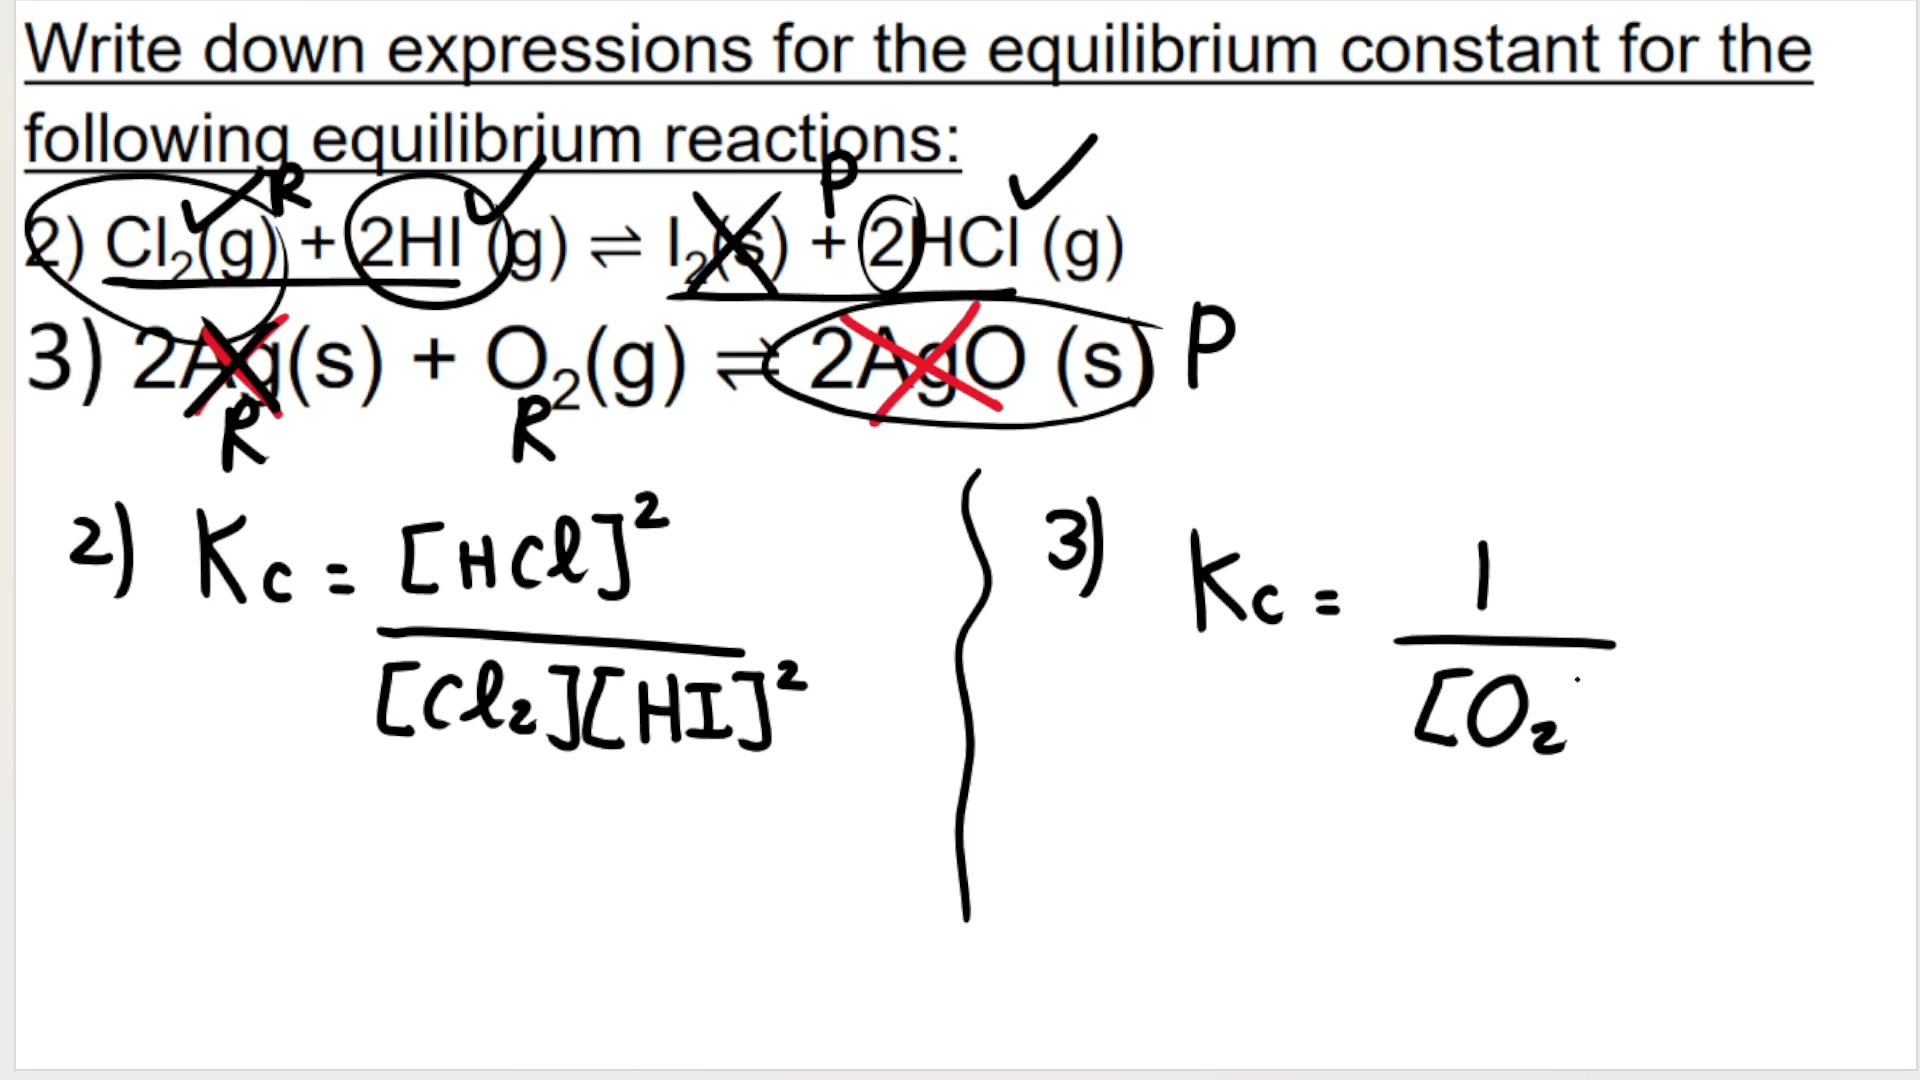 Write down expressions for the equilibrium constant for the
following equilibrium reactions:
R P
2) Cl₂(g) + 2HI (g) ⇌ I₂(s) + 2HCl (g)
3) 2Ag(s) + O₂(g) ⇌ 2AgO (s) P
R R
2) Kc = [HCl]²
[Cl₂][HI]²
3) Kc = 1
[O₂